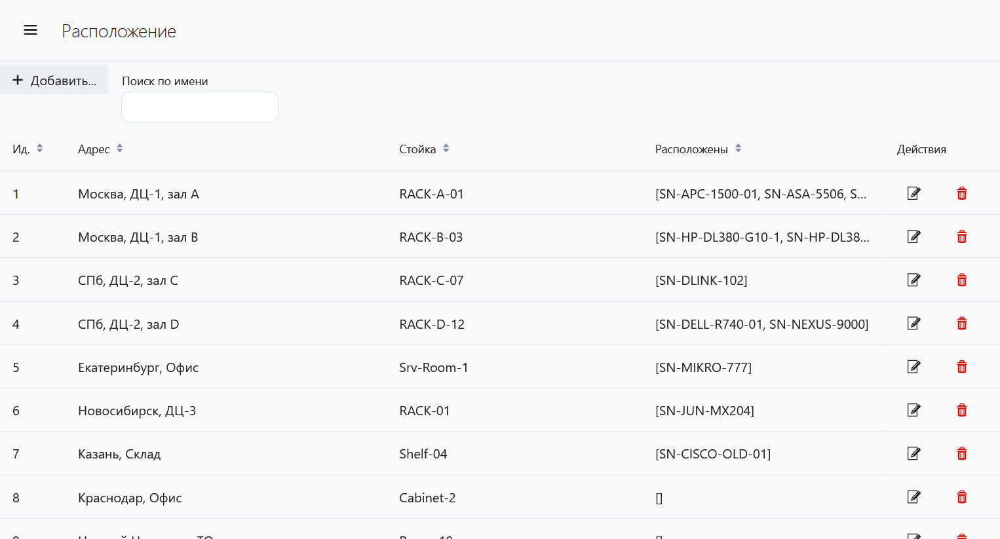 Расположение
Добавить...
Поиск по имени
Ид. Адрес Стойка Расположены Действия
1 Москва, ДЦ-1, зал A RACK-A-01 [SN-APC-1500-01, SN-ASA-5506, S...
2 Москва, ДЦ-1, зал B RACK-B-03 [SN-HP-DL380-G10-1, SN-HP-DL38...
3 СПб, ДЦ-2, зал C RACK-C-07 [SN-DLINK-102]
4 СПб, ДЦ-2, зал D RACK-D-12 [SN-DELL-R740-01, SN-NEXUS-9000]
5 Екатеринбург, Офис Srv-Room-1 [SN-MIKRO-777]
6 Новосибирск, ДЦ-3 RACK-01 [SN-JUN-MX204]
7 Казань, Склад Shelf-04 [SN-CISCO-OLD-01]
8 Краснодар, Офис Cabinet-2 []